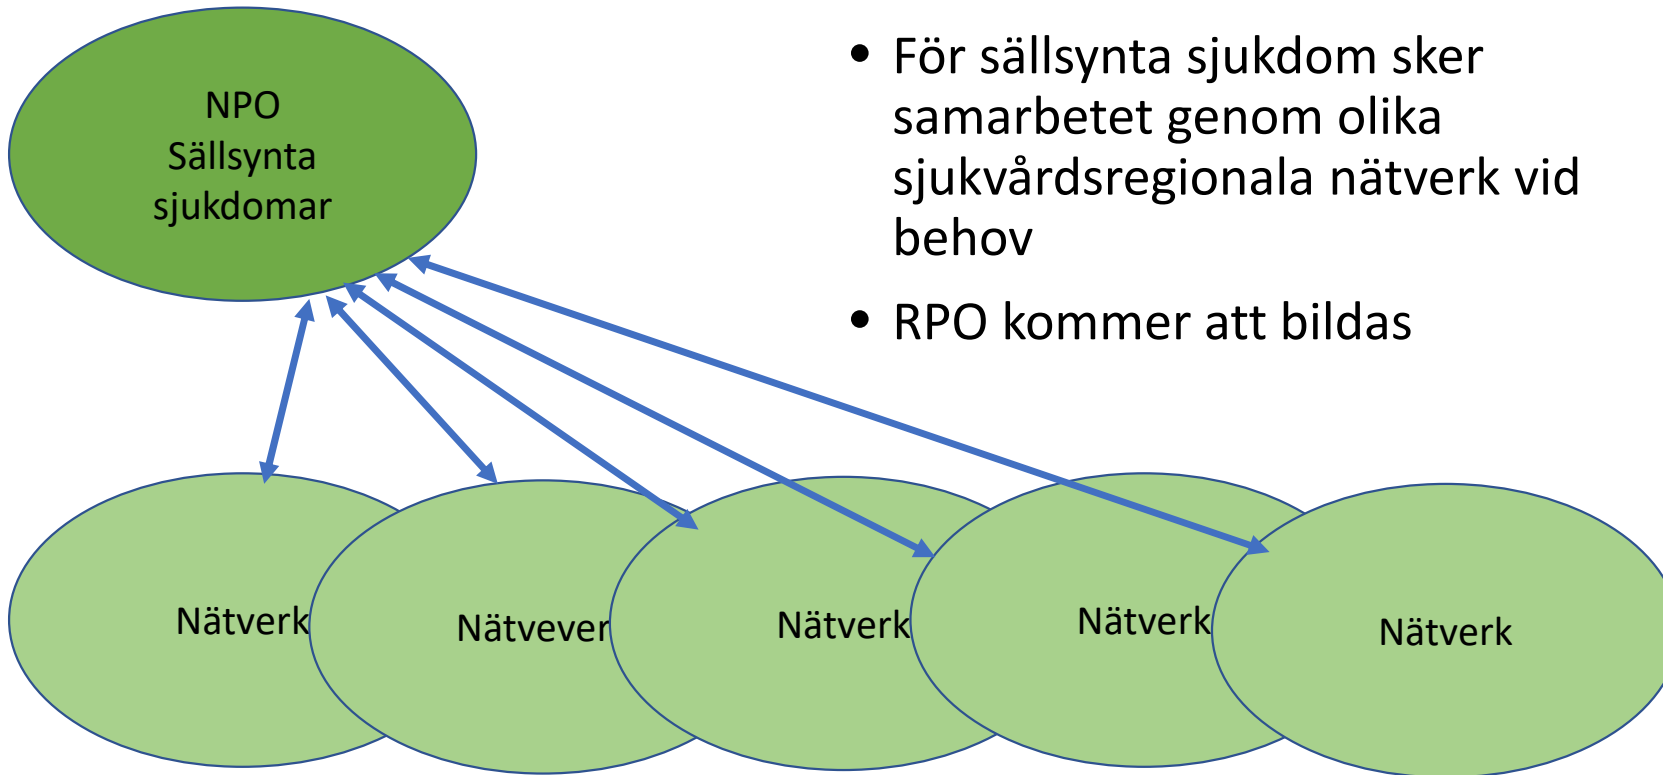 NPO
Sällsynta
sjukdomar
• För sällsynta sjukdom sker
samarbetet genom olika
sjukvårdsregionala nätverk vid
behov
• RPO kommer att bildas
Nätverk
Nätvever
Nätverk
Nätverk
Nätverk